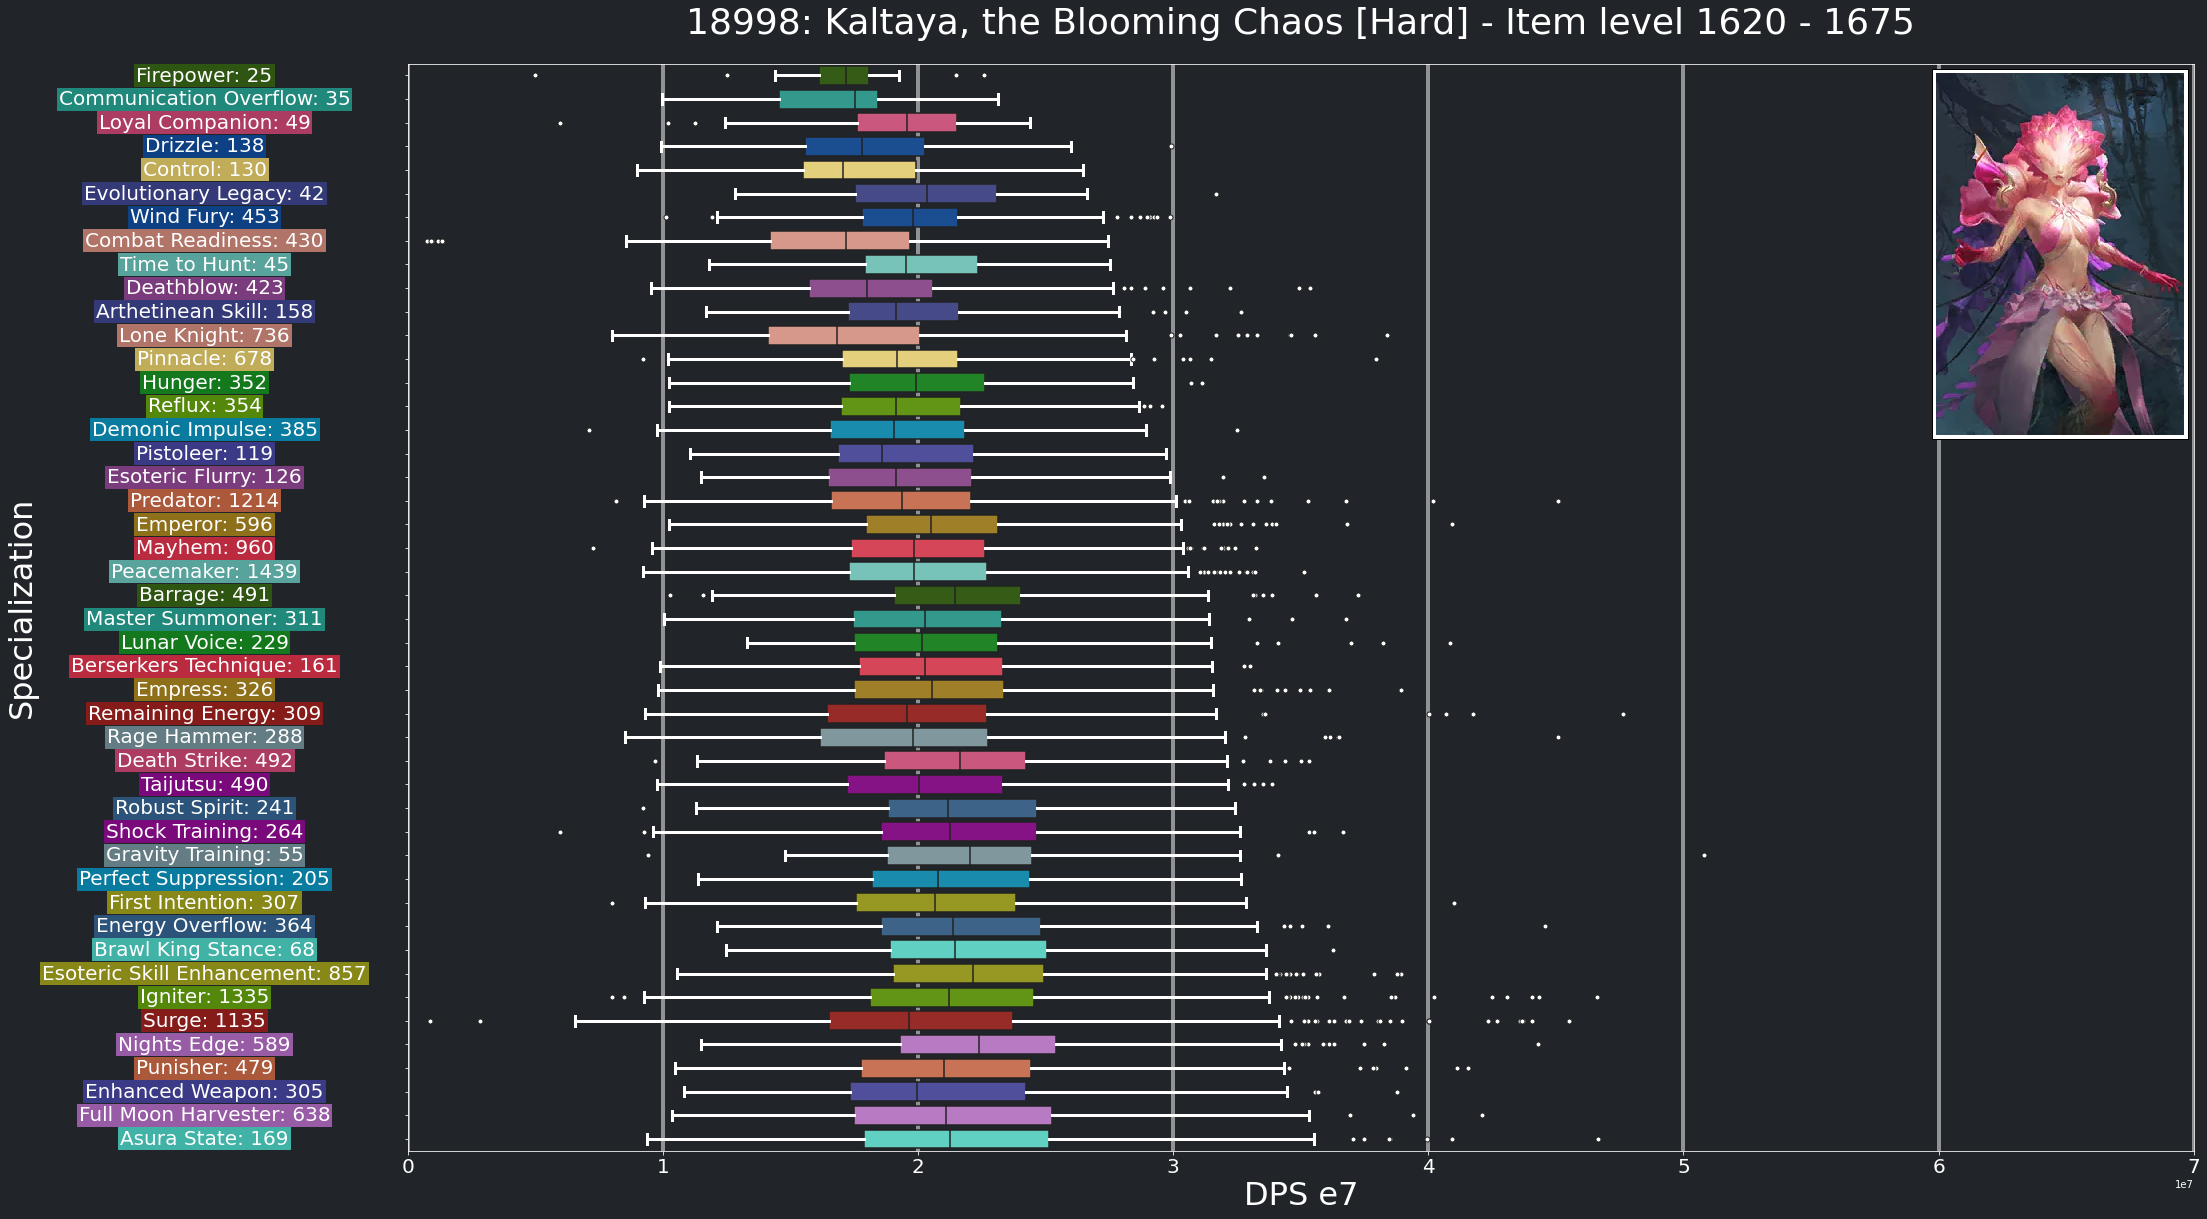 18998: Kaltaya, the Blooming Chaos [Hard] - Item level 1620 - 1675
Specialization
Firepower: 25
Communication Overflow: 35
Loyal Companion: 49
Drizzle: 138
Control: 130
Evolutionary Legacy: 42
Wind Fury: 453
Combat Readiness: 430
Time to Hunt: 45
Deathblow: 423
Arthetinean Skill: 158
Lone Knight: 736
Pinnacle: 678
Hunger: 352
Reflux: 354
Demonic Impulse: 385
Pistoleer: 119
Esoteric Flurry: 126
Predator: 1214
Emperor: 596
Mayhem: 960
Peacemaker: 1439
Barrage: 491
Master Summoner: 311
Lunar Voice: 229
Berserkers Technique: 161
Empress: 326
Remaining Energy: 309
Rage Hammer: 288
Death Strike: 492
Taijutsu: 490
Robust Spirit: 241
Shock Training: 264
Gravity Training: 55
Perfect Suppression: 205
First Intention: 307
Energy Overflow: 364
Brawl King Stance: 68
Esoteric Skill Enhancement: 857
Igniter: 1335
Surge: 1135
Nights Edge: 589
Punisher: 479
Enhanced Weapon: 305
Full Moon Harvester: 638
Asura State: 169
0 1 2 3 4 5 6 7
1e7
DPS e7